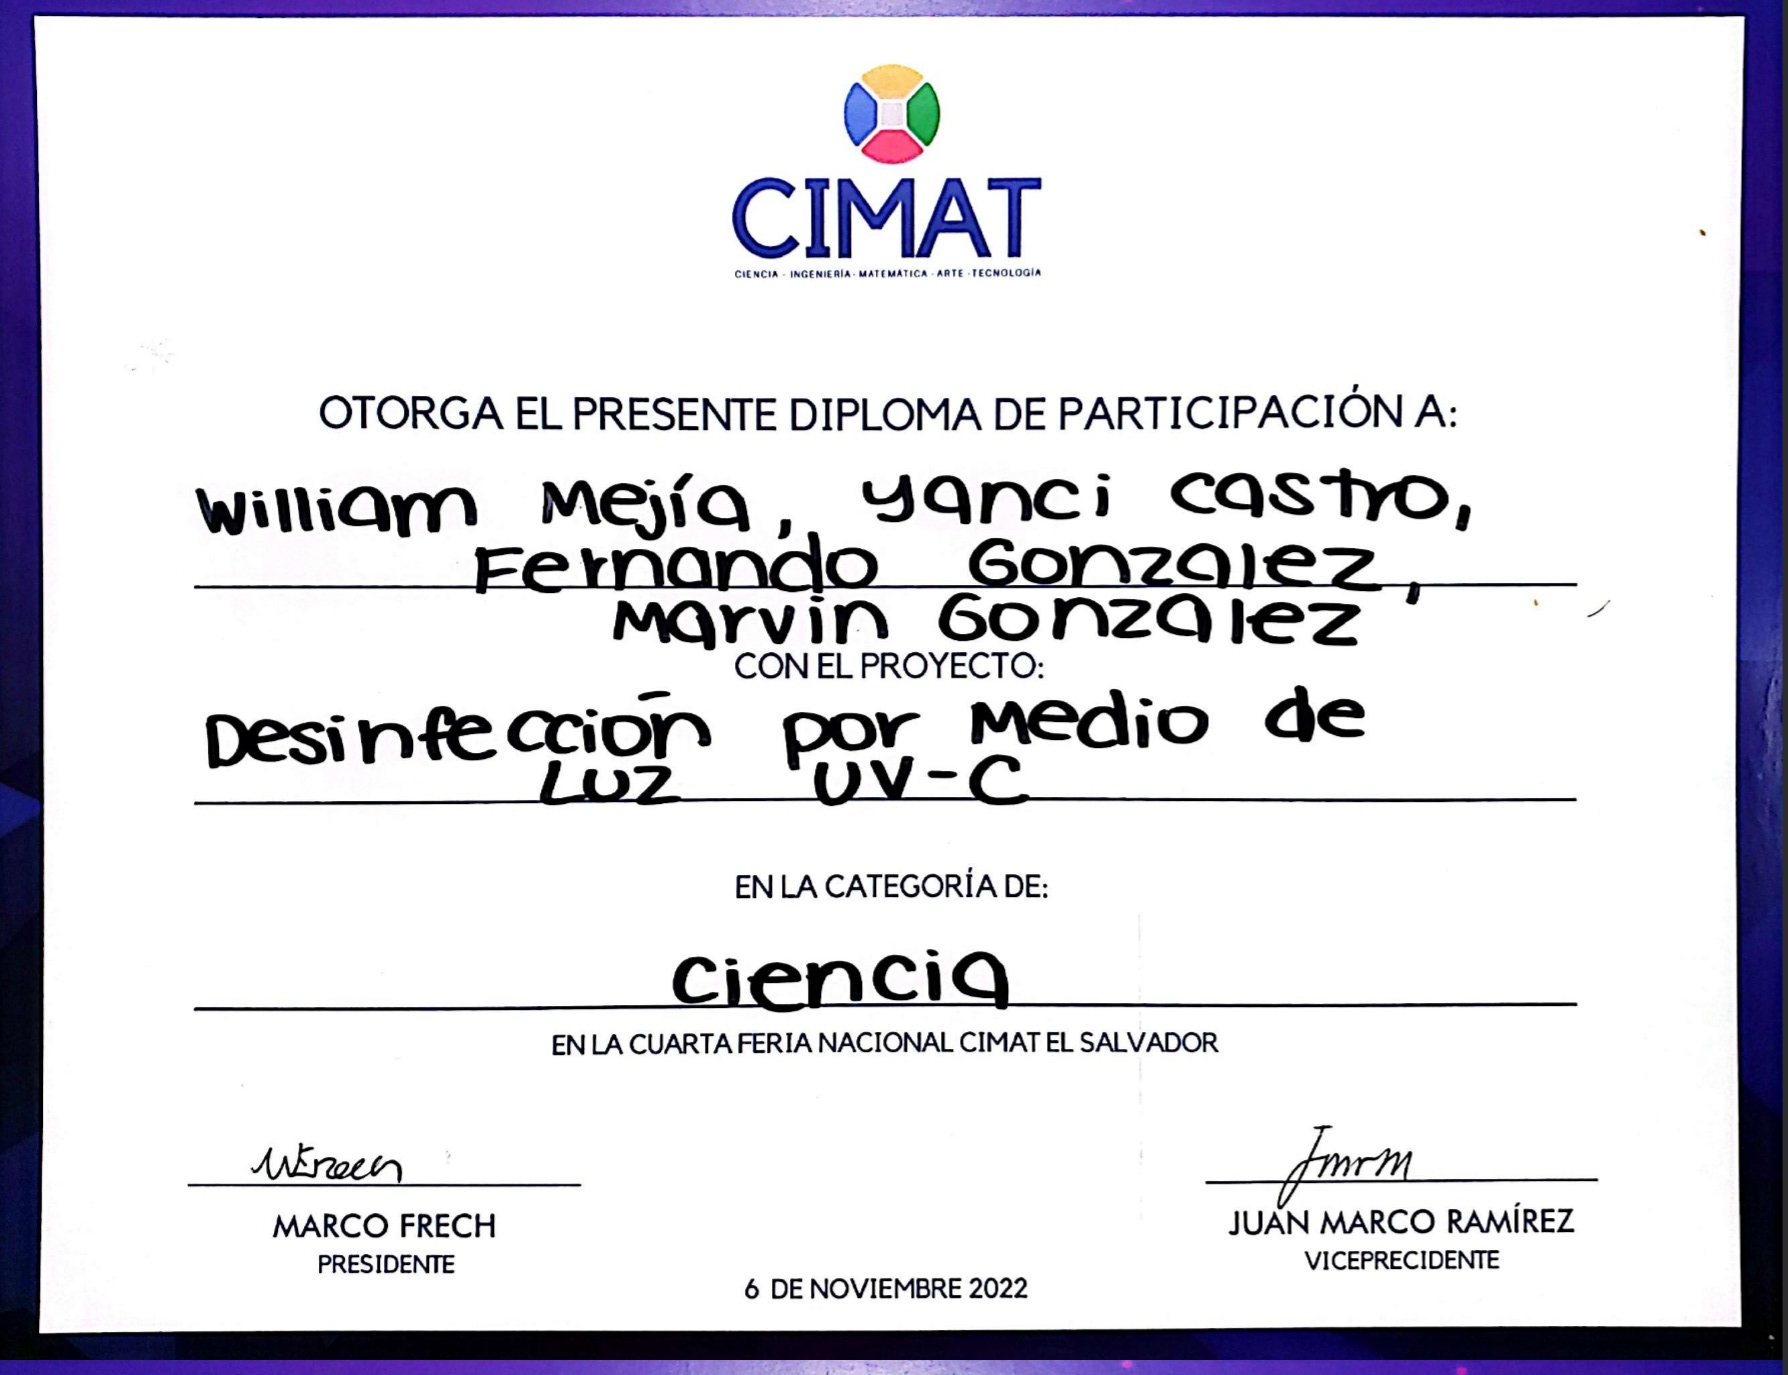 CIMAT
CIENCIA - INGENIERÍA - MATEMÁTICA - ARTE - TECNOLOGÍA
OTORGA EL PRESENTE DIPLOMA DE PARTICIPACIÓN A:
William Mejía, Yanci Castro,
Fernando Gonzalez,
Marvin Gonzalez
CON EL PROYECTO:
Desinfección por Medio de
Luz UV-C
EN LA CATEGORÍA DE:
Ciencia
EN LA CUARTA FERIA NACIONAL CIMAT EL SALVADOR
MARCO FRECH
PRESIDENTE
JUAN MARCO RAMÍREZ
VICEPRECIDENTE
6 DE NOVIEMBRE 2022